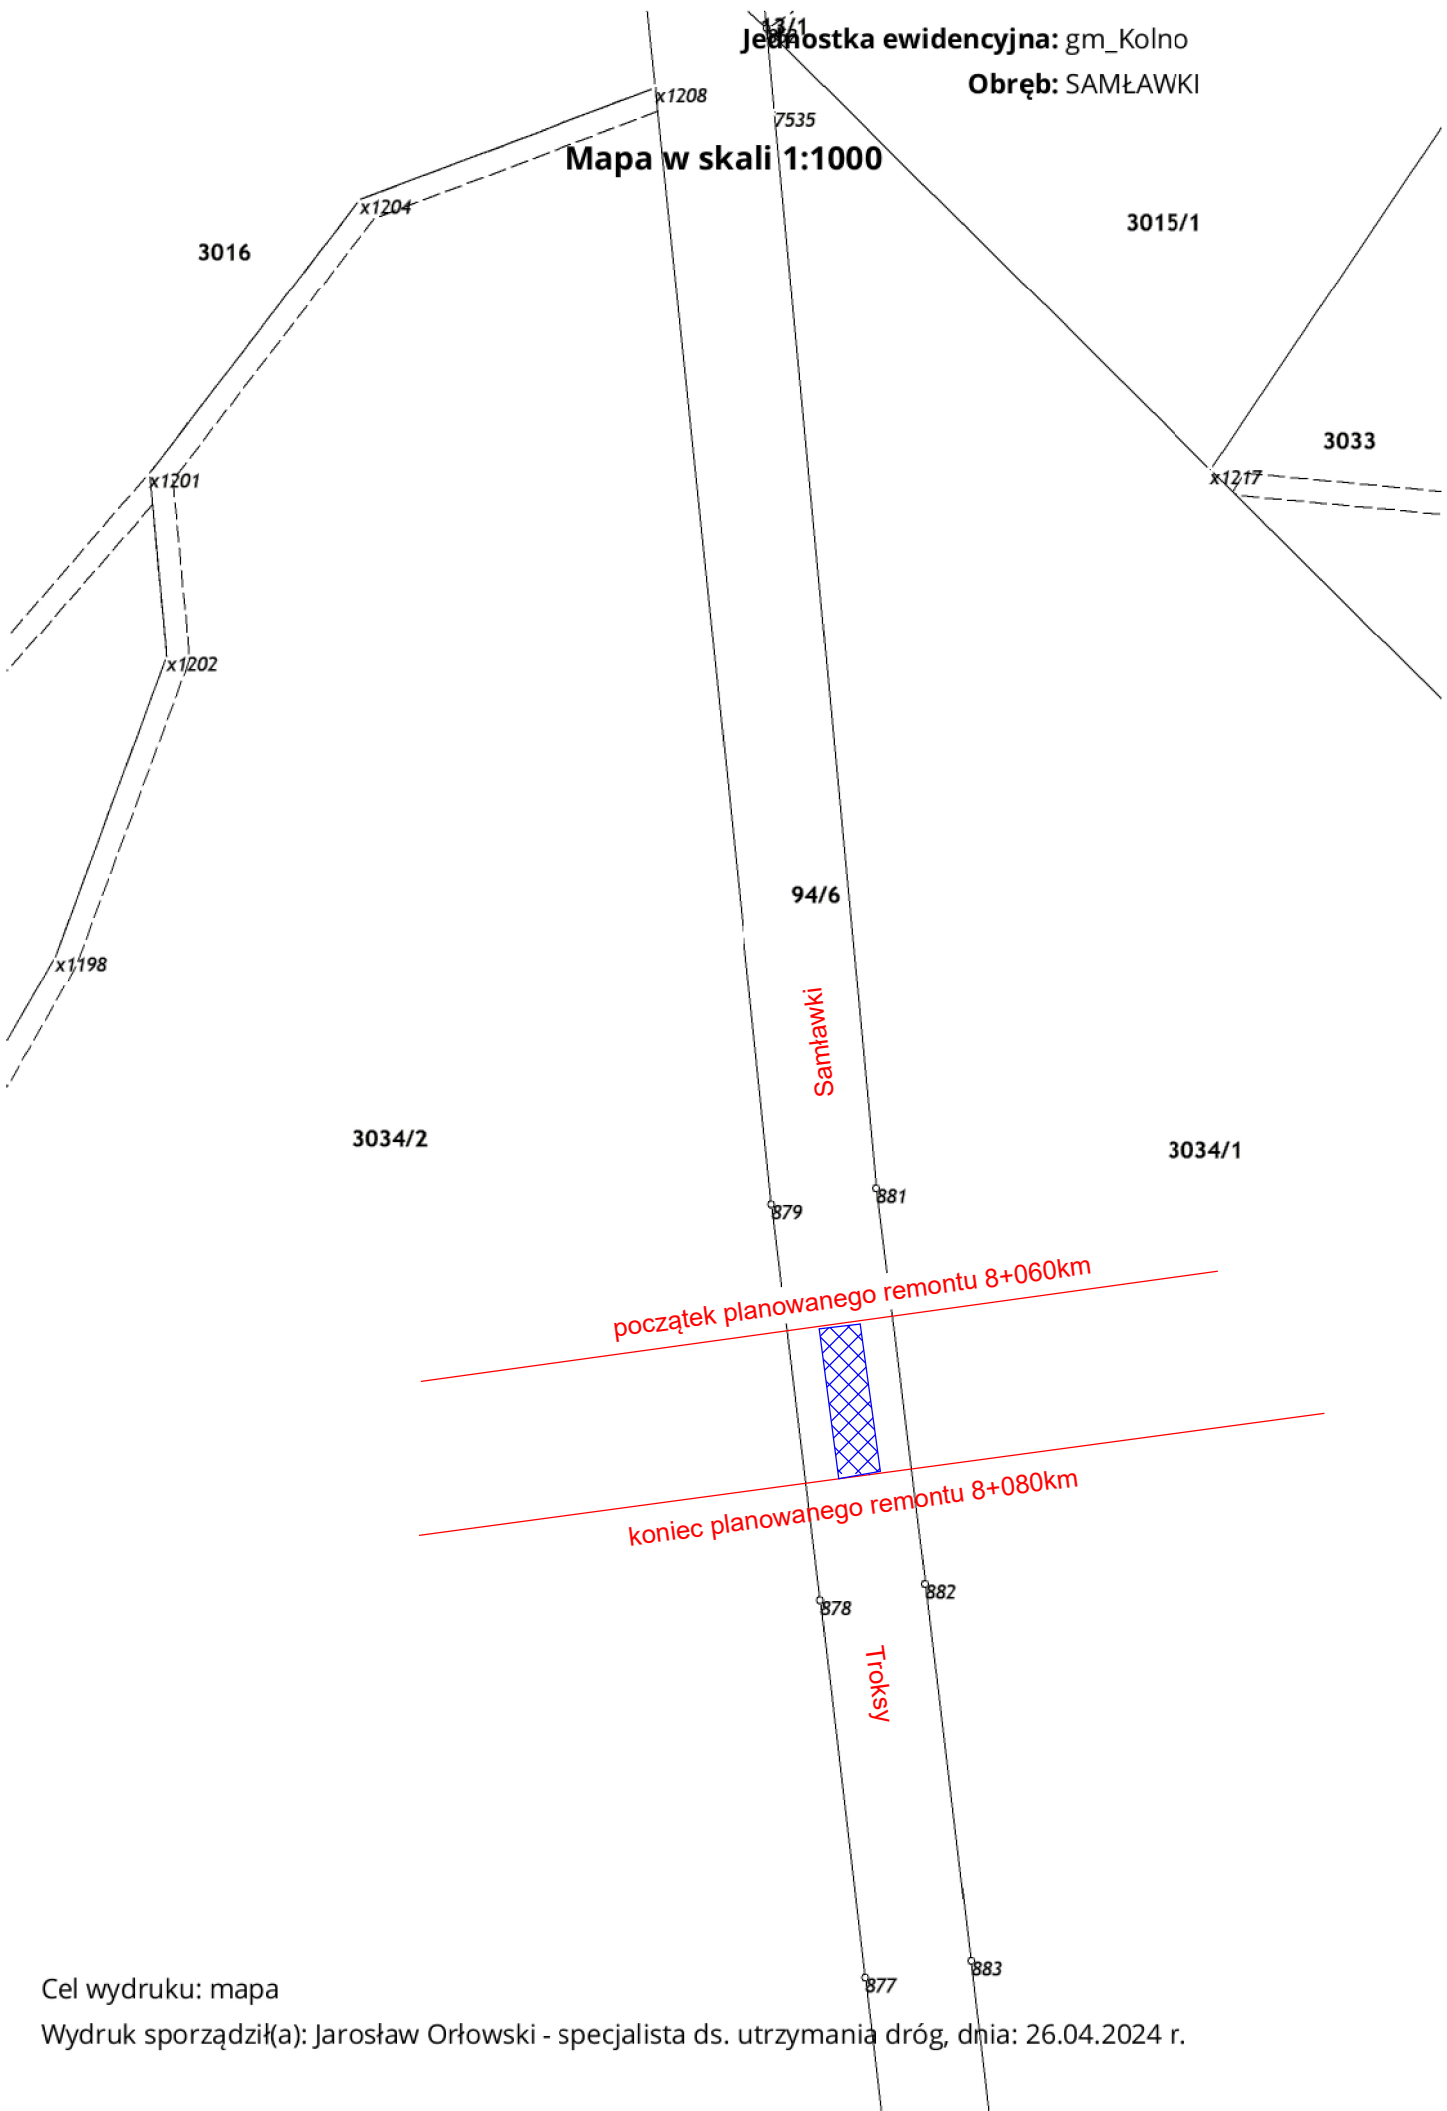 13/1
Jednostka ewidencyjna: gm_Kolno
Obręb: SAMŁAWKI
x1208
7535
Mapa w skali 1:1000
x1204
3015/1
3016
3033
x1217
x1201
x1202
94/6
x1198
Samławki
3034/2
3034/1
881
879
początek planowanego remontu 8+060km
koniec planowanego remontu 8+080km
882
878
Troksy
883
877
Cel wydruku: mapa
Wydruk sporządził(a): Jarosław Orłowski - specjalista ds. utrzymania dróg, dnia: 26.04.2024 r.